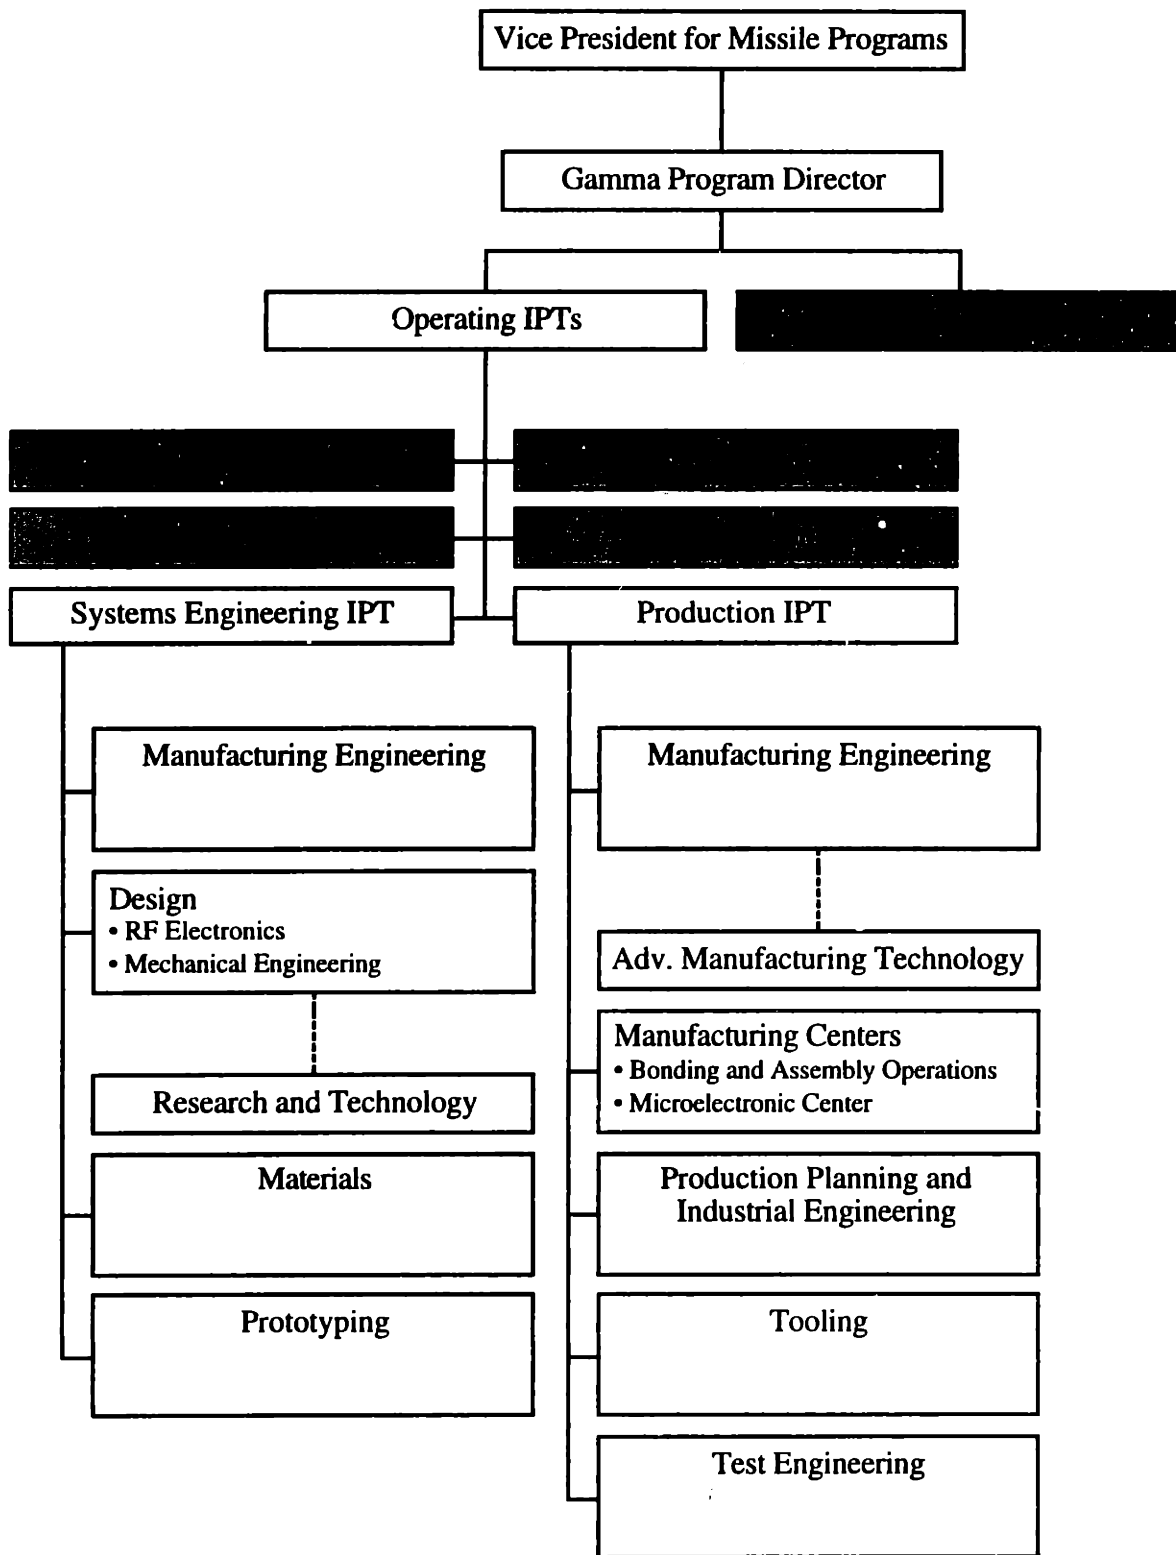 Vice President for Missile Programs
Gamma Program Director
Operating IPTs
Systems Engineering IPT
Production IPT
Manufacturing Engineering
Design
• RF Electronics
• Mechanical Engineering
Research and Technology
Materials
Prototyping
Manufacturing Engineering
Adv. Manufacturing Technology
Manufacturing Centers
• Bonding and Assembly Operations
• Microelectronic Center
Production Planning and
Industrial Engineering
Tooling
Test Engineering